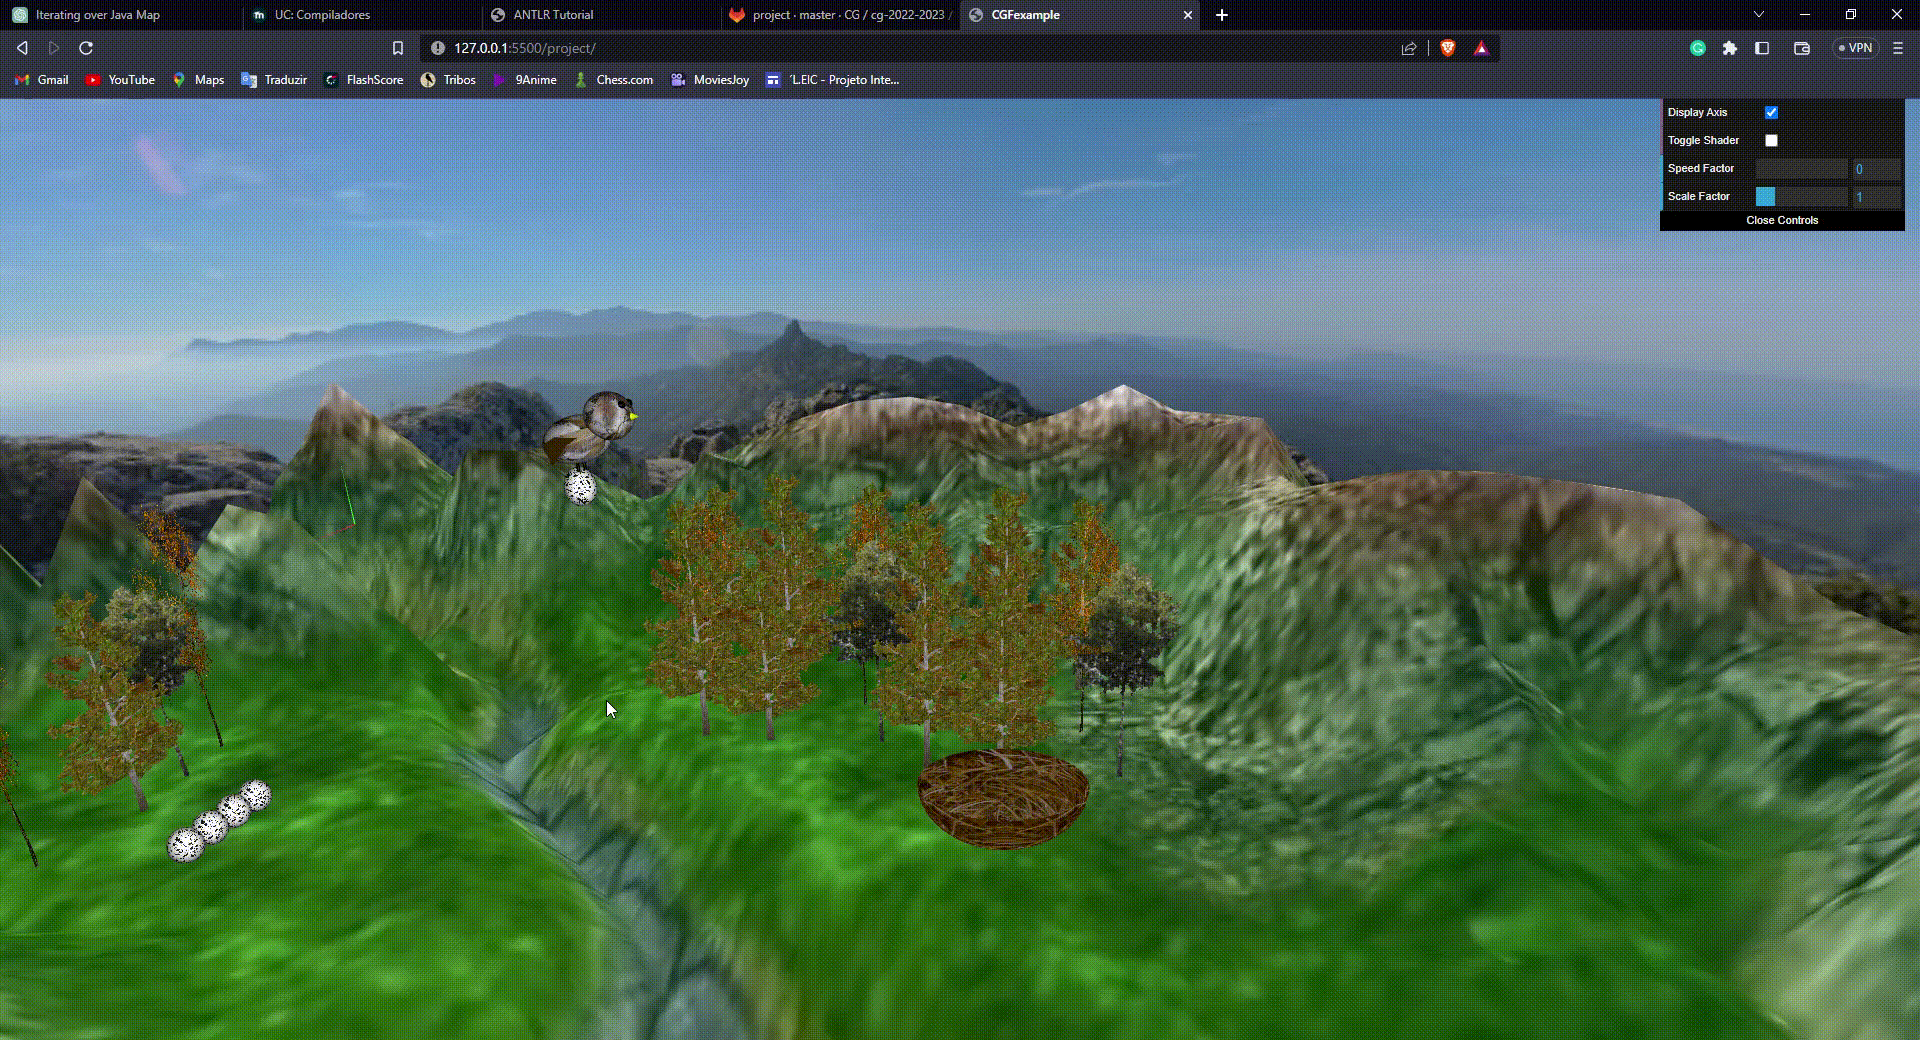 Iterating over Java Map UC: Compiladores ANTLR Tutorial project · master · CG / cg-2022-2023 / CGFexample
127.0.0.1:5500/project/ VPN
Gmail YouTube Maps Traduzir FlashScore Tribos 9Anime Chess.com MoviesJoy ´L.EIC - Projeto Inte...
Display Axis
Toggle Shader
Speed Factor 0
Scale Factor 1
Close Controls